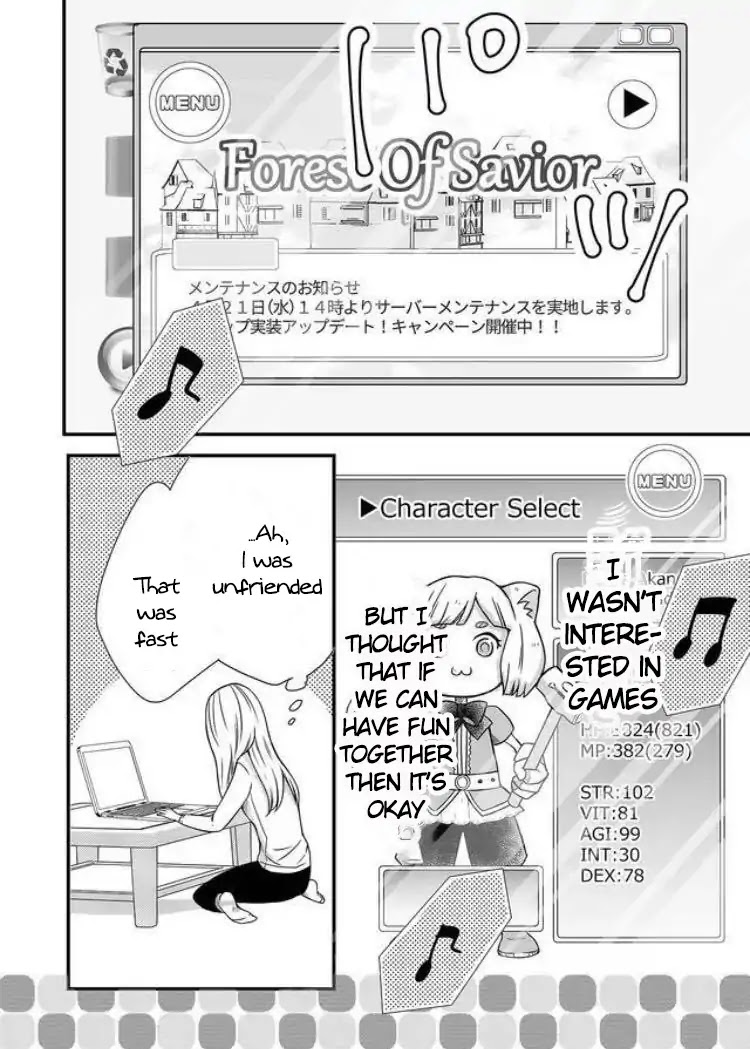 MENU
Forest Of Savior
メンテナンスのお知らせ
２１日(水)１４時よりサーバーメンテナンスを実地します。
ップ実装アップデート！キャンペーン開催中！！
MENU
▶Character Select
I
WASN'T
INTERE-
STED IN
GAMES
BUT I
THOUGHT
THAT IF
WE CAN
HAVE FUN
TOGETHER
THEN IT'S
OKAY
824(821)
MP:382(279)
STR:102
VIT:81
AGI:99
INT:30
DEX:78
...Ah,
I was
unfriended
That
was
fast